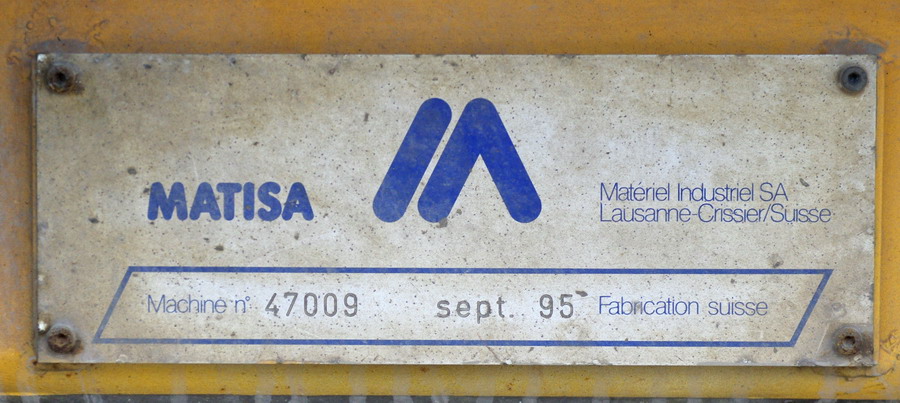 MATISA
Matériel Industriel SA
Lausanne-Crissier/Suisse
Machine n° 47009 sept. 95 Fabrication suisse